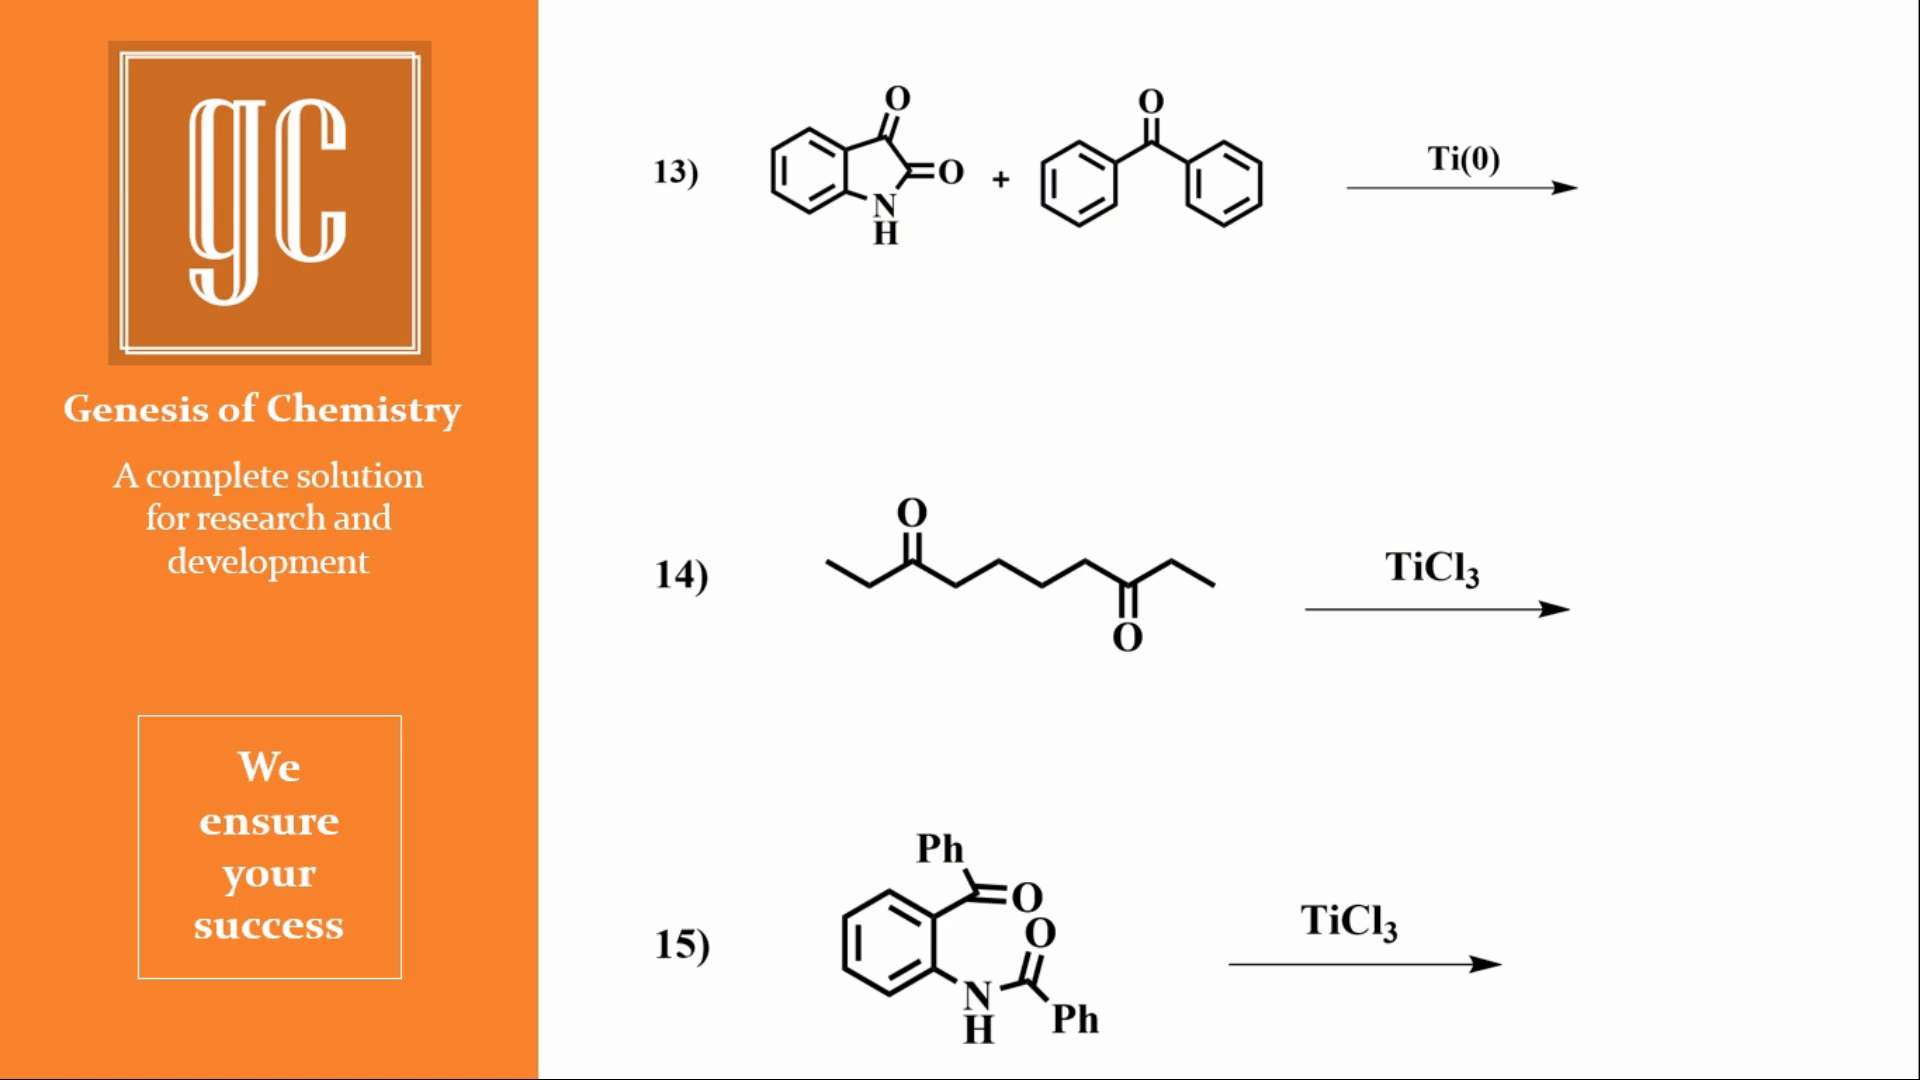 gc
Genesis of Chemistry
A complete solution
for research and
development
We
ensure
your
success
13)
O
O
N
H
+
O
Ti(0)
14)
O
O
TiCl₃
15)
Ph
O
O
N
H
Ph
TiCl₃